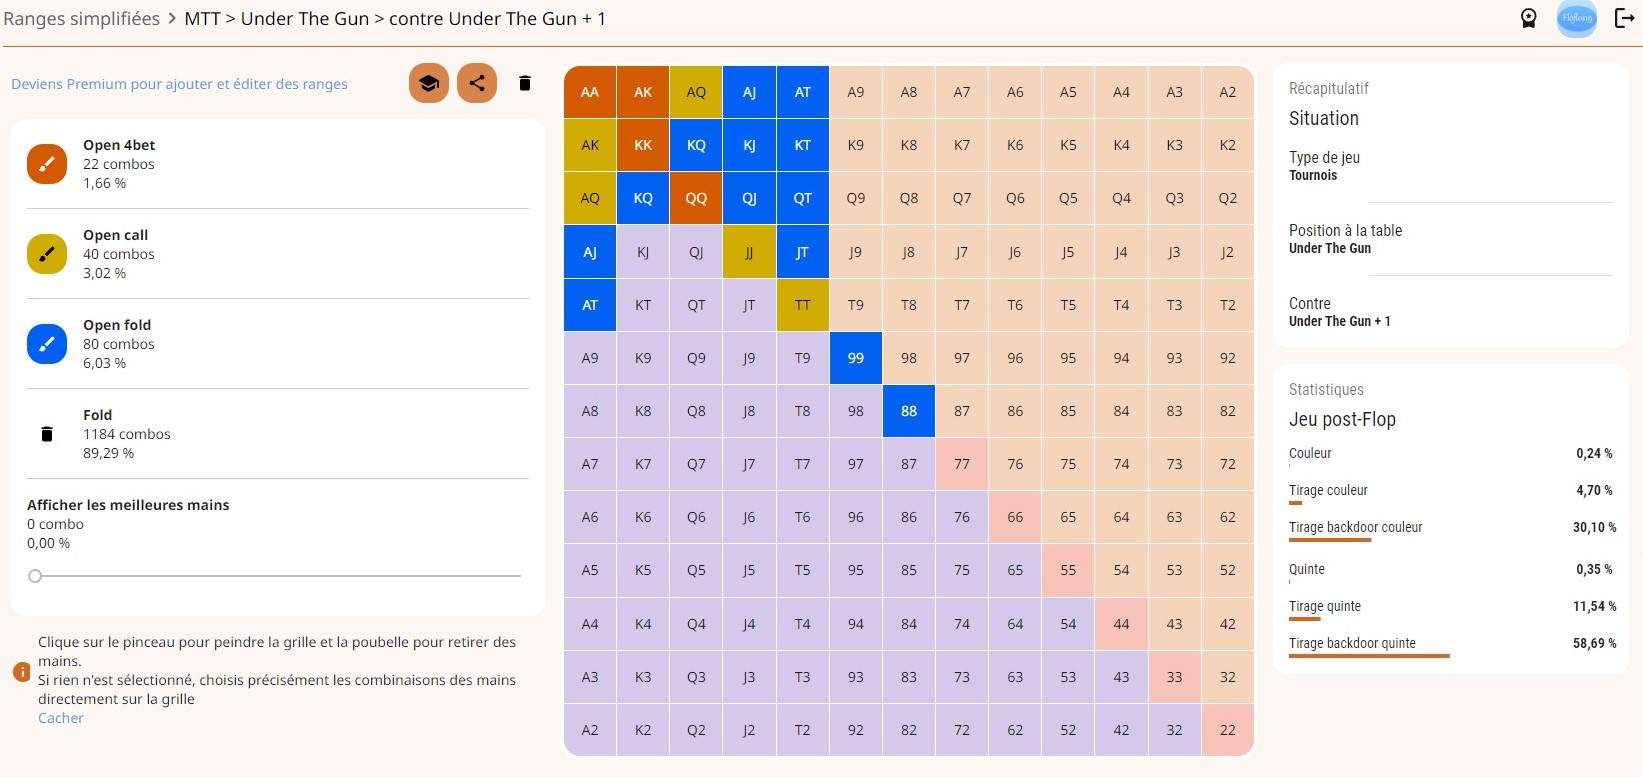 Ranges simplifiées > MTT > Under The Gun > contre Under The Gun + 1
Deviens Premium pour ajouter et éditer des ranges
Open 4bet
22 combos
1,66 %
Open call
40 combos
3,02 %
Open fold
80 combos
6,03 %
Fold
1184 combos
89,29 %
Afficher les meilleures mains
0 combo
0,00 %
Clique sur le pinceau pour peindre la grille et la poubelle pour retirer des
mains.
Si rien n'est sélectionné, choisis précisément les combinaisons des mains
directement sur la grille
Cacher
AA AK AQ AJ AT A9 A8 A7 A6 A5 A4 A3 A2
AK KK KQ KJ KT K9 K8 K7 K6 K5 K4 K3 K2
AQ KQ QQ QJ QT Q9 Q8 Q7 Q6 Q5 Q4 Q3 Q2
AJ KJ QJ JJ JT J9 J8 J7 J6 J5 J4 J3 J2
AT KT QT JT TT T9 T8 T7 T6 T5 T4 T3 T2
A9 K9 Q9 J9 T9 99 98 97 96 95 94 93 92
A8 K8 Q8 J8 T8 98 88 87 86 85 84 83 82
A7 K7 Q7 J7 T7 97 87 77 76 75 74 73 72
A6 K6 Q6 J6 T6 96 86 76 66 65 64 63 62
A5 K5 Q5 J5 T5 95 85 75 65 55 54 53 52
A4 K4 Q4 J4 T4 94 84 74 64 54 44 43 42
A3 K3 Q3 J3 T3 93 83 73 63 53 43 33 32
A2 K2 Q2 J2 T2 92 82 72 62 52 42 32 22
Récapitulatif
Situation
Type de jeu
Tournois
Position à la table
Under The Gun
Contre
Under The Gun + 1
Statistiques
Jeu post-Flop
Couleur 0,24 %
Tirage couleur 4,70 %
Tirage backdoor couleur 30,10 %
Quinte 0,35 %
Tirage quinte 11,54 %
Tirage backdoor quinte 58,69 %